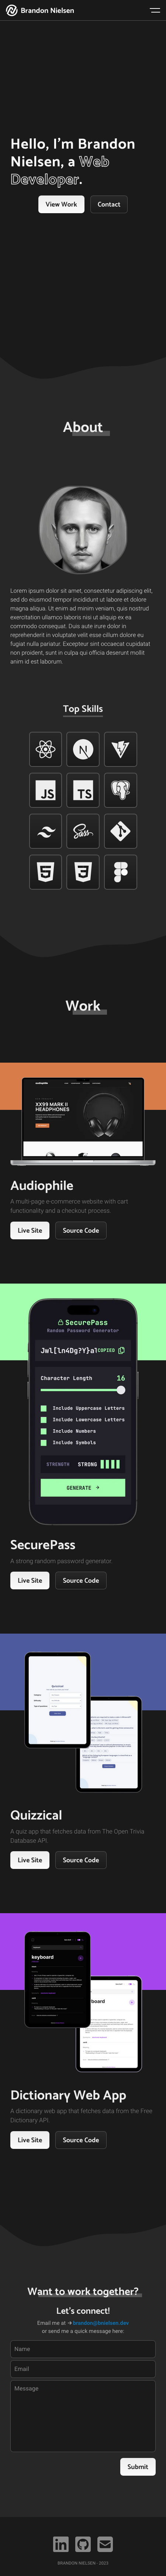 Brandon Nielsen
Hello, I'm Brandon
Nielsen, a Web
Developer.
View Work
Contact
About
Lorem ipsum dolor sit amet, consectetur adipiscing elit,
sed do eiusmod tempor incididunt ut labore et dolore
magna aliqua. Ut enim ad minim veniam, quis nostrud
exercitation ullamco laboris nisi ut aliquip ex ea
commodo consequat. Duis aute irure dolor in
reprehenderit in voluptate velit esse cillum dolore eu
fugiat nulla pariatur. Excepteur sint occaecat cupidatat
non proident, sunt in culpa qui officia deserunt mollit
anim id est laborum.
Top Skills
N
JS
TS
Sass
5
3
Work
audiophile
XX99 MARK II
HEADPHONES
Audiophile
A multi-page e-commerce website with cart
functionality and a checkout process.
Live Site
Source Code
SecurePass
Random Password Generator
COPIED
Character Length
16
Include Uppercase Letters
Include Lowercase Letters
Include Numbers
Include Symbols
STRENGTH
STRONG
GENERATE →
SecurePass
A strong random password generator.
Live Site
Source Code
Quizzical
A quiz app that fetches data from The Open Trivia
Database API.
Live Site
Source Code
keyboard
board
Dictionary Web App
A dictionary web app that fetches data from the Free
Dictionary API.
Live Site
Source Code
Want to work together?
Let's connect!
Email me at → brandon@bnielsen.dev
or send me a quick message here:
Name
Email
Message
Submit
in
BRANDON NIELSEN - 2023